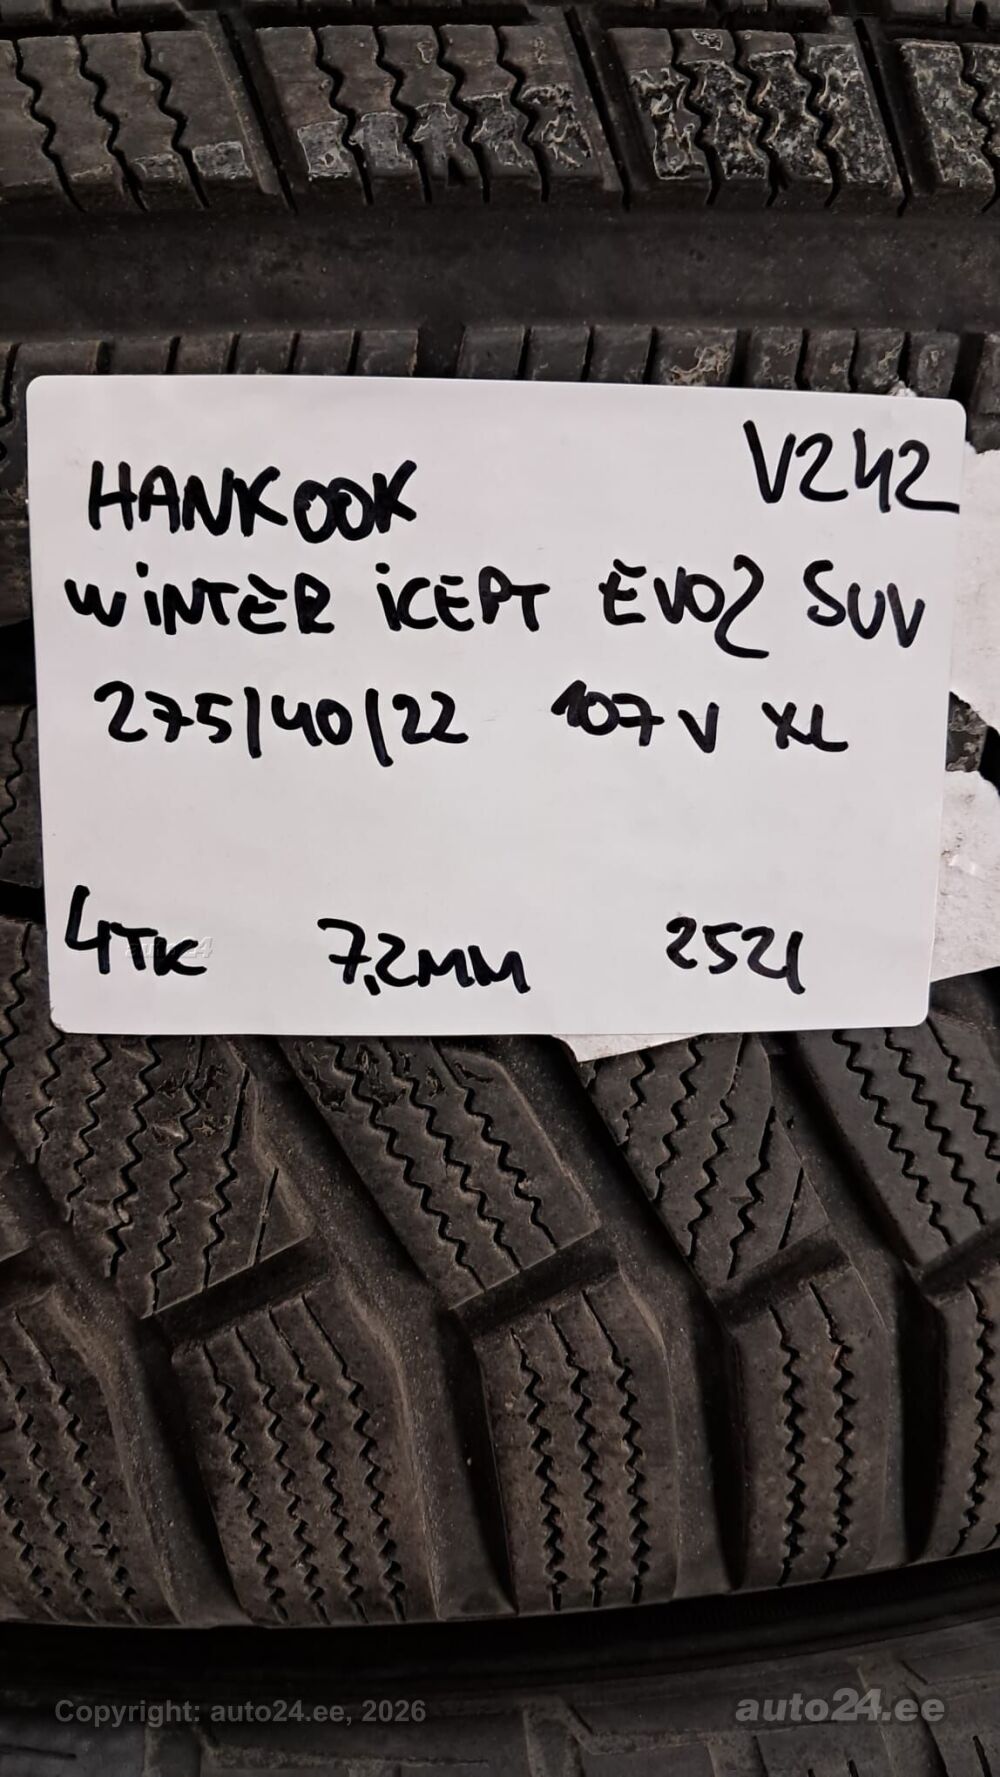 HANKOOK V242
WINTER iCEPT EVO2 SUV
275/40/22 107V XL
4TK 7,2MM 2521
auto24
Copyright: auto24.ee, 2026 auto24.ee